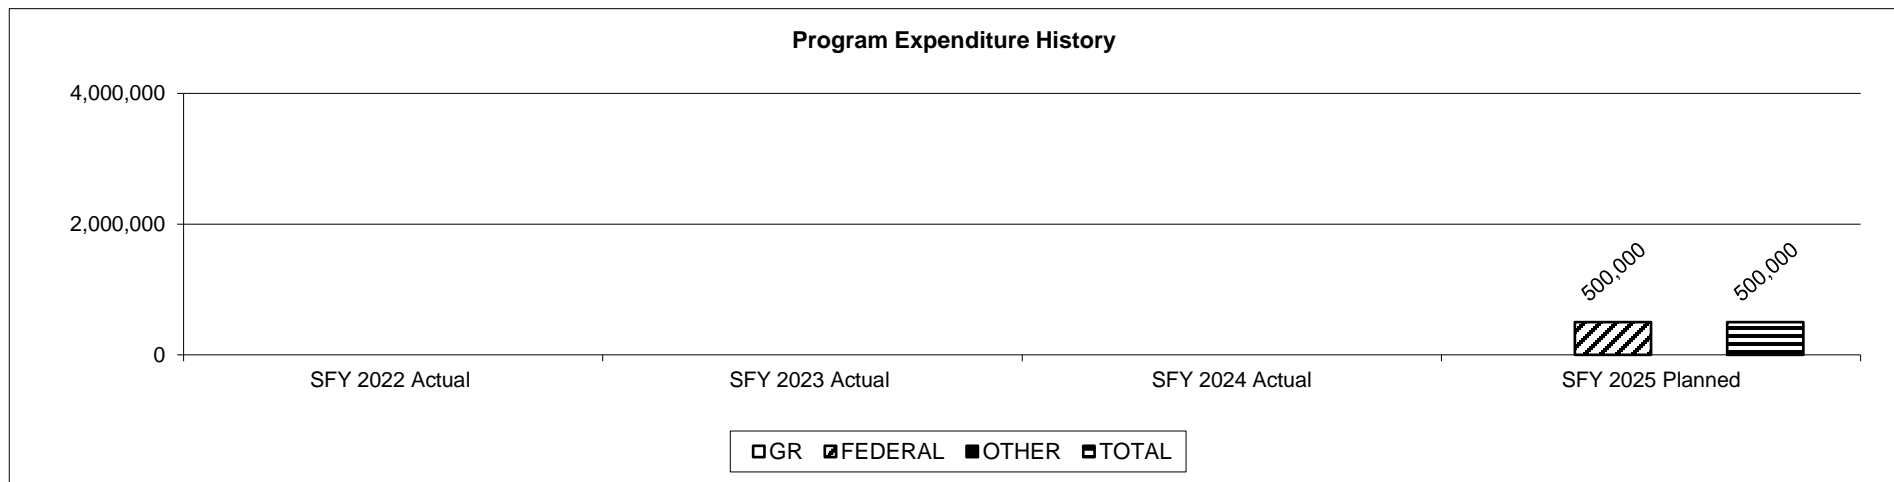 Program Expenditure History
4,000,000
2,000,000
0
500,000
500,000
SFY 2022 Actual
SFY 2023 Actual
SFY 2024 Actual
SFY 2025 Planned
GR FEDERAL OTHER TOTAL